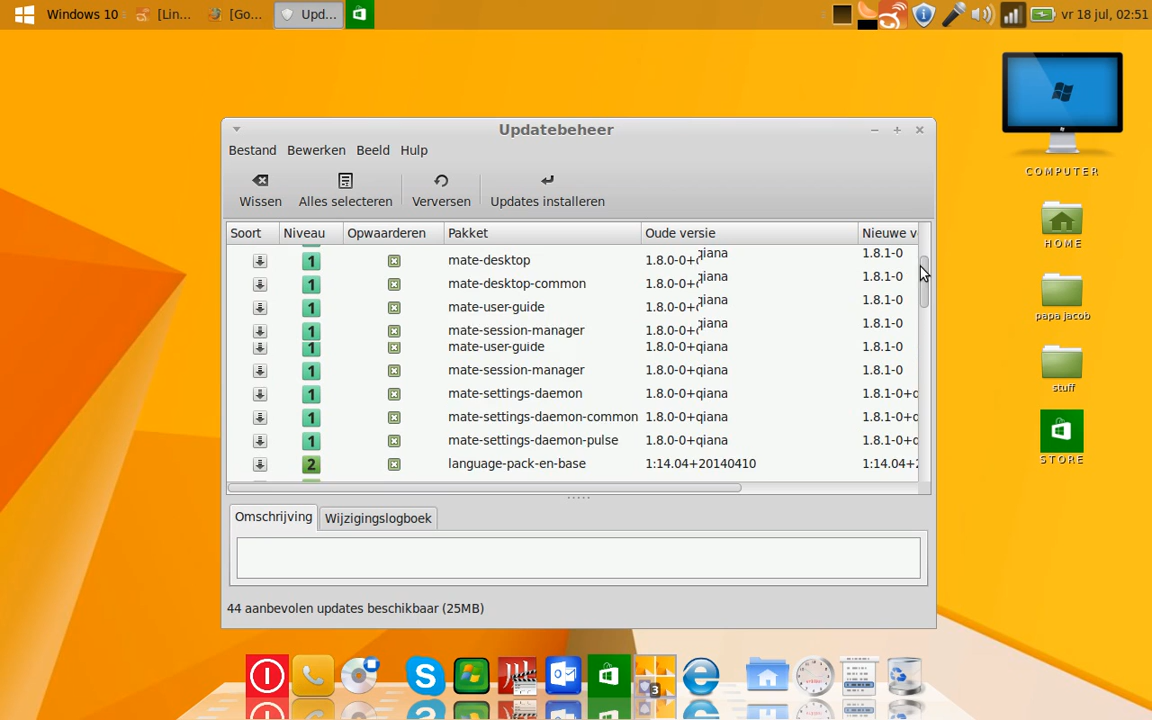 Windows 10
[Lin...
[Go...
Upd...
vr 18 jul, 02:51
Updatebeheer
Bestand Bewerken Beeld Hulp
Wissen Alles selecteren Verversen Updates installeren
Soort Niveau Opwaarderen Pakket Oude versie Nieuwe v
1 mate-desktop 1.8.0-0+qiana 1.8.1-0
1 mate-desktop-common 1.8.0-0+qiana 1.8.1-0
1 mate-user-guide 1.8.0-0+qiana 1.8.1-0
1 mate-session-manager 1.8.0-0+qiana 1.8.1-0
1 mate-user-guide 1.8.0-0+qiana 1.8.1-0
1 mate-session-manager 1.8.0-0+qiana 1.8.1-0
1 mate-settings-daemon 1.8.0-0+qiana 1.8.1-0+q
1 mate-settings-daemon-common 1.8.0-0+qiana 1.8.1-0+q
1 mate-settings-daemon-pulse 1.8.0-0+qiana 1.8.1-0+q
2 language-pack-en-base 1:14.04+20140410 1:14.04+2
Omschrijving Wijzigingslogboek
44 aanbevolen updates beschikbaar (25MB)
COMPUTER
HOME
papa jacob
stuff
STORE
3